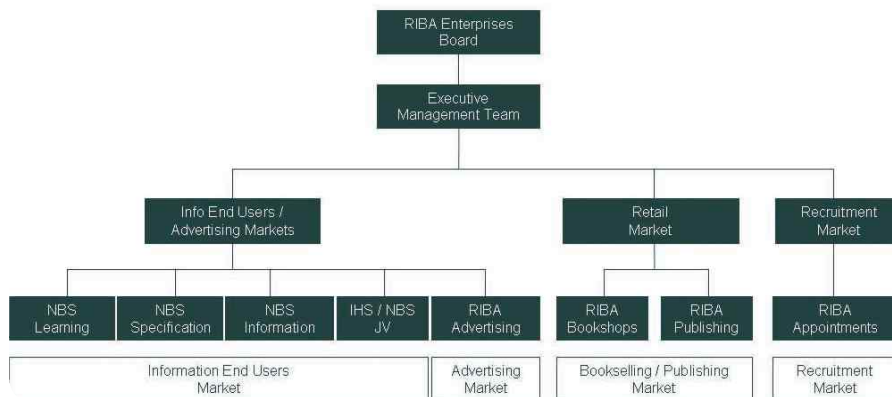 RIBA Enterprises
Board
Executive
Management Team
Info End Users /
Advertising Markets
Retail
Market
Recruitment
Market
NBS
Learning
NBS
Specification
NBS
Information
IHS / NBS
JV
RIBA
Advertising
RIBA
Bookshops
RIBA
Publishing
RIBA
Appointments
Information End Users
Market
Advertising
Market
Bookselling / Publishing
Market
Recruitment
Market